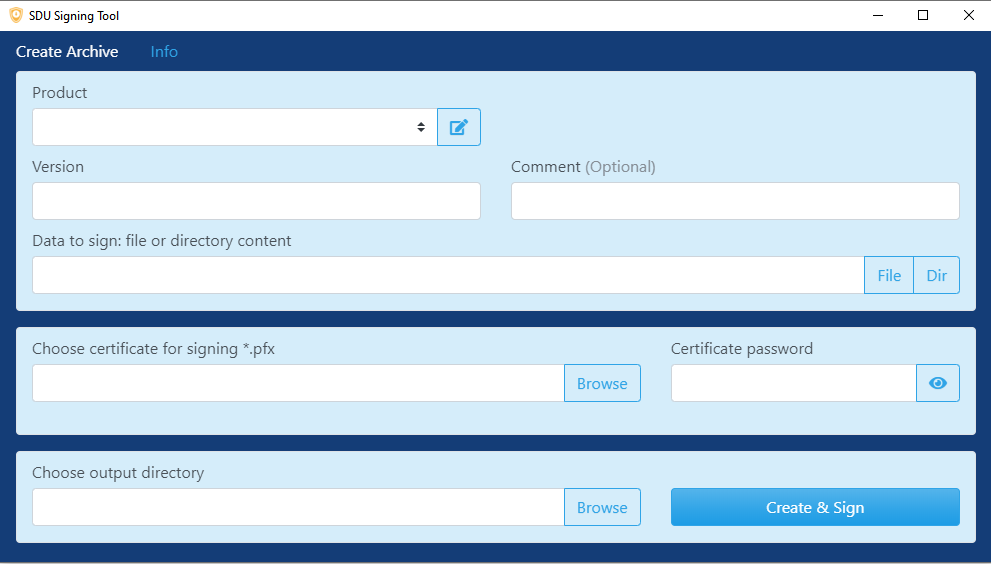 SDU Signing Tool
Create Archive Info
Product
Version Comment (Optional)
Data to sign: file or directory content
File Dir
Choose certificate for signing *.pfx Certificate password
Browse
Choose output directory
Browse Create & Sign